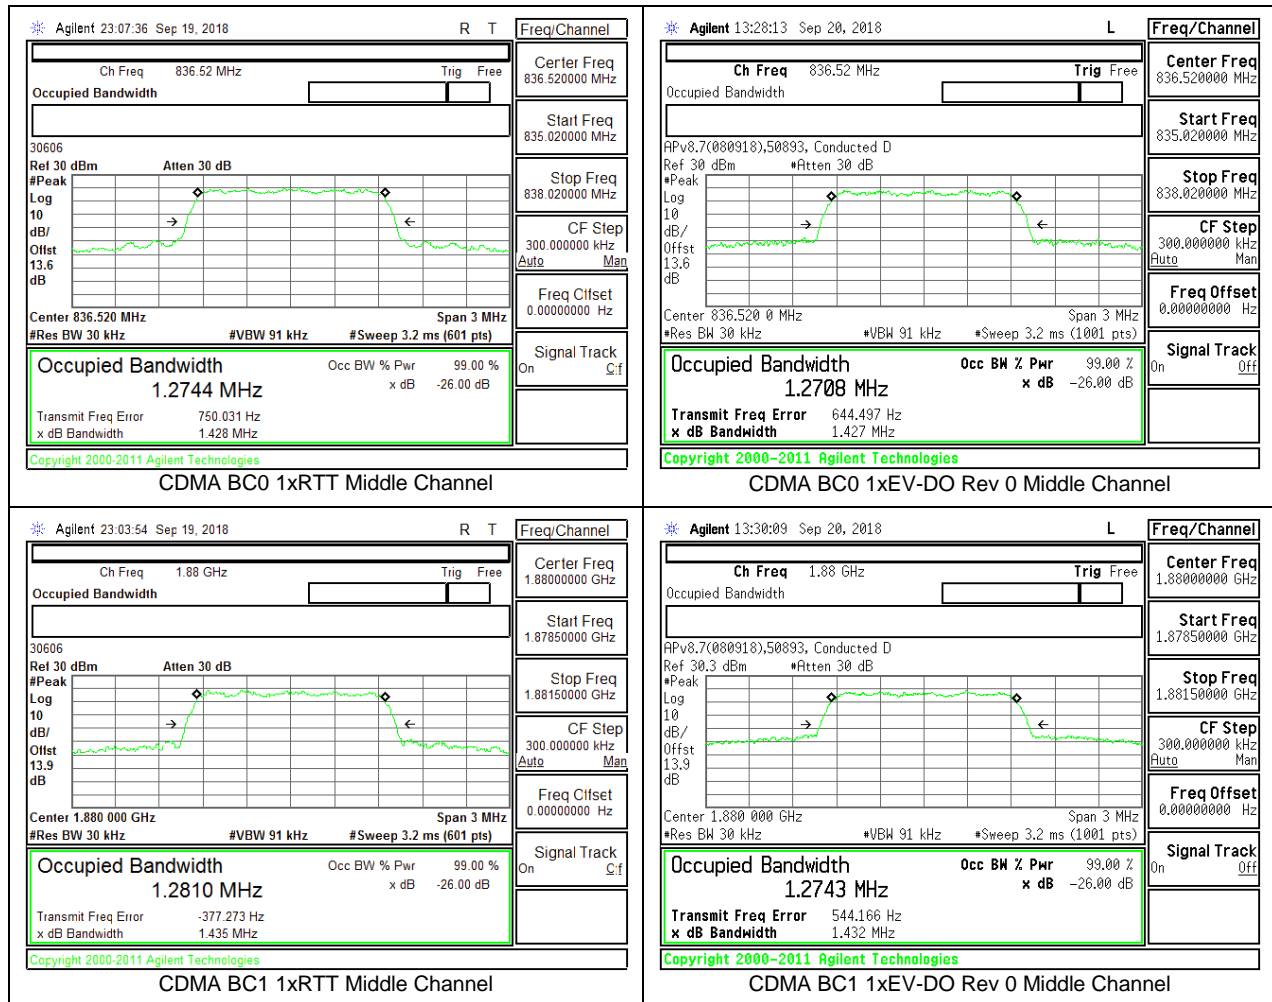 Agilent 23:07:36 Sep 19, 2018 R T Freq/Channel
Ch Freq 836.52 MHz Trig Free
Occupied Bandwidth
Center Freq
836.520000 MHz
Start Freq
835.020000 MHz
Stop Freq
838.020000 MHz
CF Step
300.000000 kHz
Auto Man
Freq Offset
0.00000000 Hz
Signal Track
On Off
30606
Ref 30 dBm Atten 30 dB
#Peak
Log
10
dB/
Offst
13.6
dB
Center 836.520 MHz Span 3 MHz
#Res BW 30 kHz #VBW 91 kHz #Sweep 3.2 ms (601 pts)
Occupied Bandwidth Occ BW % Pwr 99.00 %
1.2744 MHz x dB -26.00 dB
Transmit Freq Error 750.031 Hz
x dB Bandwidth 1.428 MHz
Copyright 2000-2011 Agilent Technologies
CDMA BC0 1xRTT Middle Channel
Agilent 13:28:13 Sep 20, 2018 L Freq/Channel
Ch Freq 836.52 MHz Trig Free
Occupied Bandwidth
Center Freq
836.520000 MHz
Start Freq
835.020000 MHz
Stop Freq
838.020000 MHz
CF Step
300.000000 kHz
Auto Man
Freq Offset
0.00000000 Hz
Signal Track
On Off
APv8.7(080918),50893, Conducted D
Ref 30 dBm #Atten 30 dB
#Peak
Log
10
dB/
Offst
13.6
dB
Center 836.520 0 MHz Span 3 MHz
#Res BW 30 kHz #VBW 91 kHz #Sweep 3.2 ms (1001 pts)
Occupied Bandwidth Occ BW % Pwr 99.00 %
1.2708 MHz x dB -26.00 dB
Transmit Freq Error 644.497 Hz
x dB Bandwidth 1.427 MHz
Copyright 2000-2011 Agilent Technologies
CDMA BC0 1xEV-DO Rev 0 Middle Channel
Agilent 23:03:54 Sep 19, 2018 R T Freq/Channel
Ch Freq 1.88 GHz Trig Free
Occupied Bandwidth
Center Freq
1.88000000 GHz
Start Freq
1.87850000 GHz
Stop Freq
1.88150000 GHz
CF Step
300.000000 kHz
Auto Man
Freq Offset
0.00000000 Hz
Signal Track
On Off
30606
Ref 30 dBm Atten 30 dB
#Peak
Log
10
dB/
Offst
13.9
dB
Center 1.880 000 GHz Span 3 MHz
#Res BW 30 kHz #VBW 91 kHz #Sweep 3.2 ms (601 pts)
Occupied Bandwidth Occ BW % Pwr 99.00 %
1.2810 MHz x dB -26.00 dB
Transmit Freq Error -377.273 Hz
x dB Bandwidth 1.435 MHz
Copyright 2000-2011 Agilent Technologies
CDMA BC1 1xRTT Middle Channel
Agilent 13:30:09 Sep 20, 2018 L Freq/Channel
Ch Freq 1.88 GHz Trig Free
Occupied Bandwidth
Center Freq
1.88000000 GHz
Start Freq
1.87850000 GHz
Stop Freq
1.88150000 GHz
CF Step
300.000000 kHz
Auto Man
Freq Offset
0.00000000 Hz
Signal Track
On Off
APv8.7(080918),50893, Conducted D
Ref 30.3 dBm #Atten 30 dB
#Peak
Log
10
dB/
Offst
13.9
dB
Center 1.880 000 GHz Span 3 MHz
#Res BW 30 kHz #VBW 91 kHz #Sweep 3.2 ms (1001 pts)
Occupied Bandwidth Occ BW % Pwr 99.00 %
1.2743 MHz x dB -26.00 dB
Transmit Freq Error 544.166 Hz
x dB Bandwidth 1.432 MHz
Copyright 2000-2011 Agilent Technologies
CDMA BC1 1xEV-DO Rev 0 Middle Channel